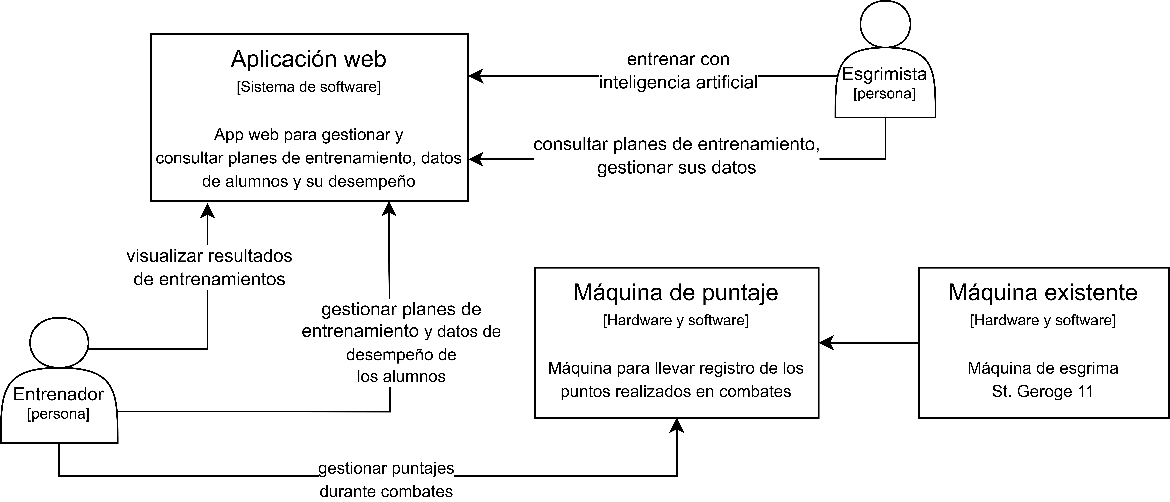 Aplicación web
[Sistema de software]
App web para gestionar y
consultar planes de entrenamiento, datos
de alumnos y su desempeño
entrenar con
inteligencia artificial
Esgrimista
[persona]
consultar planes de entrenamiento,
gestionar sus datos
visualizar resultados
de entrenamientos
gestionar planes de
entrenamiento y datos de
desempeño de
los alumnos
Máquina de puntaje
[Hardware y software]
Máquina para llevar registro de los
puntos realizados en combates
Máquina existente
[Hardware y software]
Máquina de esgrima
St. Geroge 11
Entrenador
[persona]
gestionar puntajes
durante combates